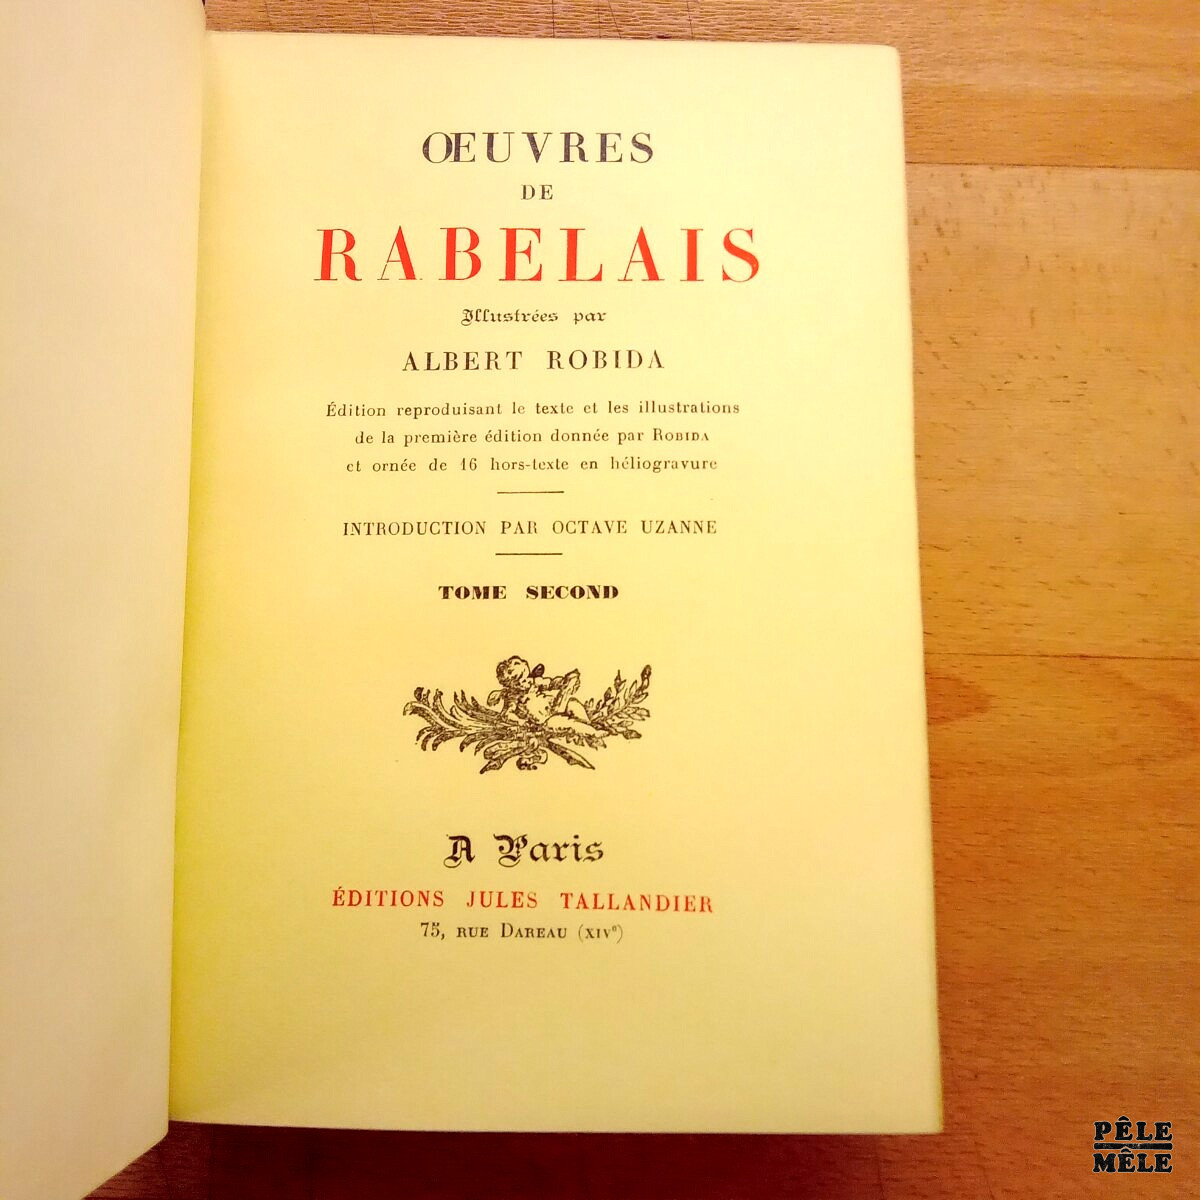 ŒUVRES
DE
RABELAIS
Illustrées par
ALBERT ROBIDA
Édition reproduisant le texte et les illustrations
de la première édition donnée par ROBIDA
et ornée de 16 hors-texte en héliogravure
INTRODUCTION PAR OCTAVE UZANNE
TOME SECOND
A Paris
ÉDITIONS JULES TALLANDIER
75, RUE DAREAU (XIVe)
PÊLE
MÊLE